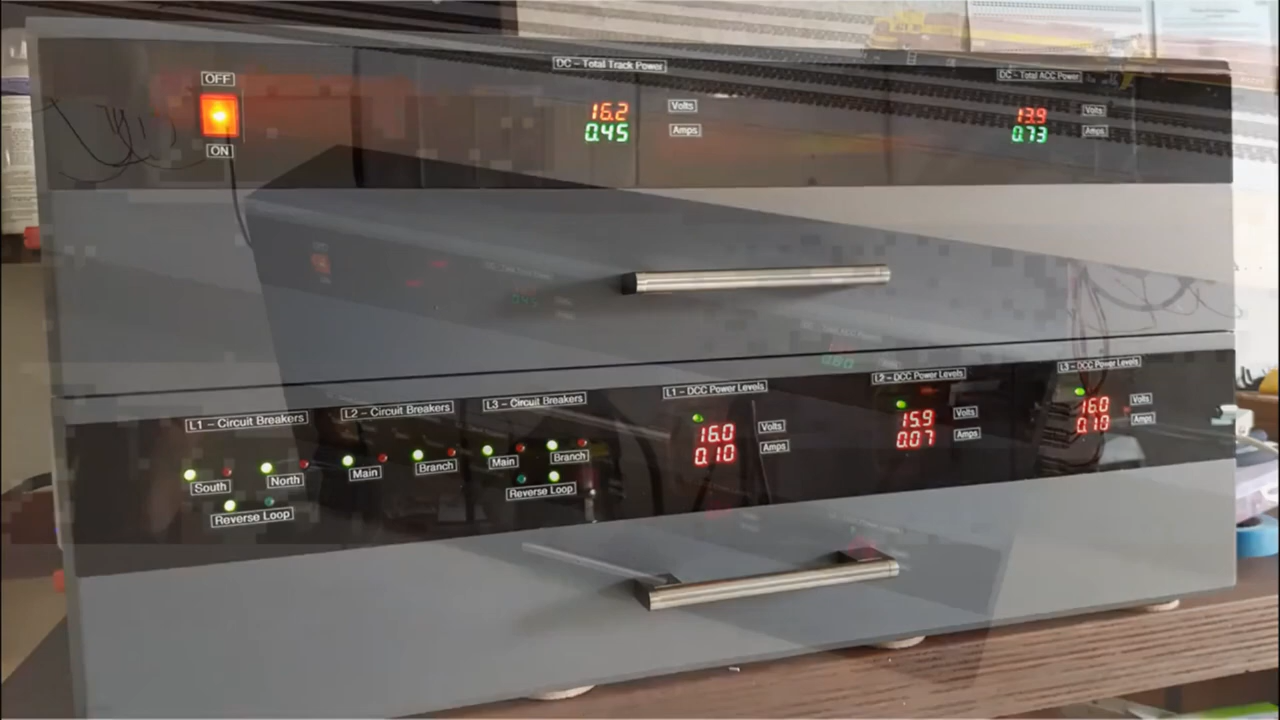 OFF
ON
DC - Total Track Power
16.2 Volts
0.45 Amps
DC - Total ACC Power
13.9 Volts
0.73 Amps
L1 - Circuit Breakers
South
North
Reverse Loop
L2 - Circuit Breakers
Main
Branch
L3 - Circuit Breakers
Main
Branch
Reverse Loop
L1 - DCC Power Levels
16.0 Volts
0.10 Amps
L2 - DCC Power Levels
15.9 Volts
0.07 Amps
L3 - DCC Power Levels
16.0 Volts
0.10 Amps